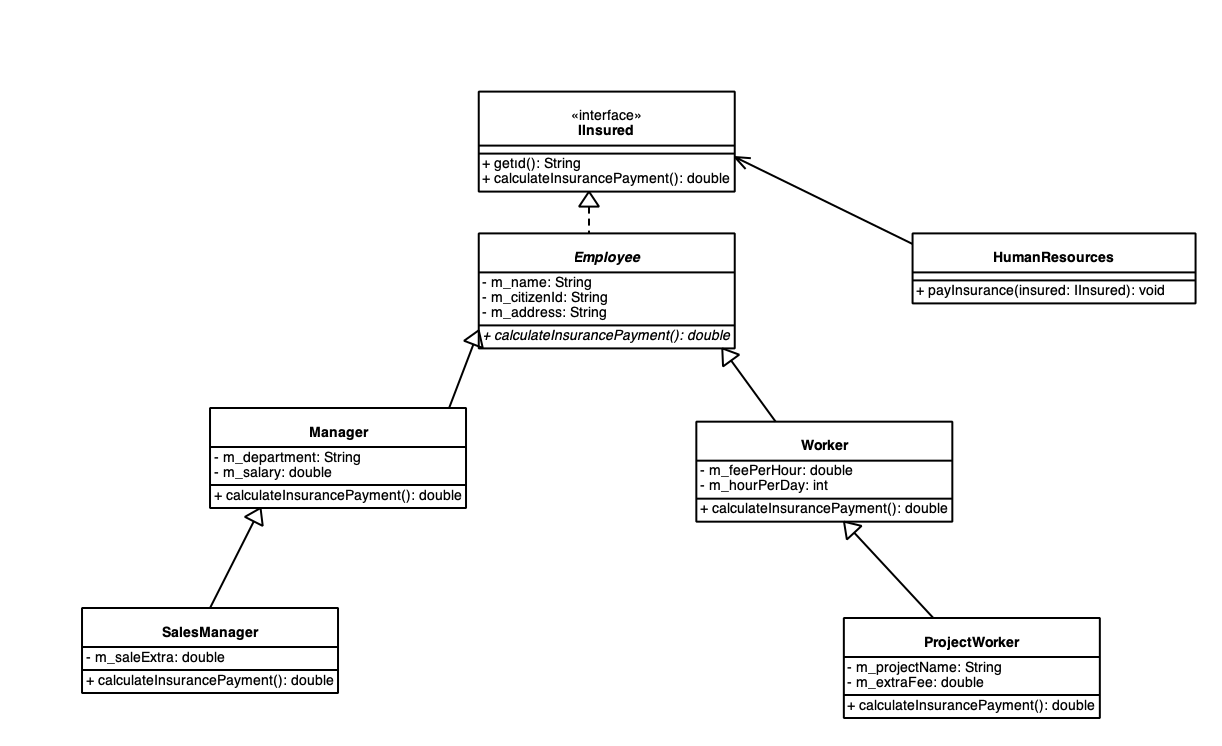 «interface»
IInsured
+ getıd(): String
+ calculateInsurancePayment(): double
Employee
- m_name: String
- m_citizenId: String
- m_address: String
+ calculateInsurancePayment(): double
HumanResources
+ payInsurance(insured: IInsured): void
Manager
- m_department: String
- m_salary: double
+ calculateInsurancePayment(): double
Worker
- m_feePerHour: double
- m_hourPerDay: int
+ calculateInsurancePayment(): double
SalesManager
- m_saleExtra: double
+ calculateInsurancePayment(): double
ProjectWorker
- m_projectName: String
- m_extraFee: double
+ calculateInsurancePayment(): double